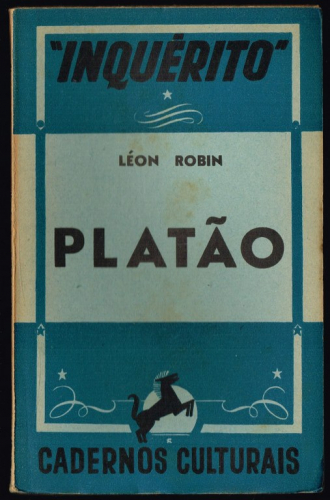 "INQUÉRITO"
LÉON ROBIN
PLATÃO
CADERNOS CULTURAIS